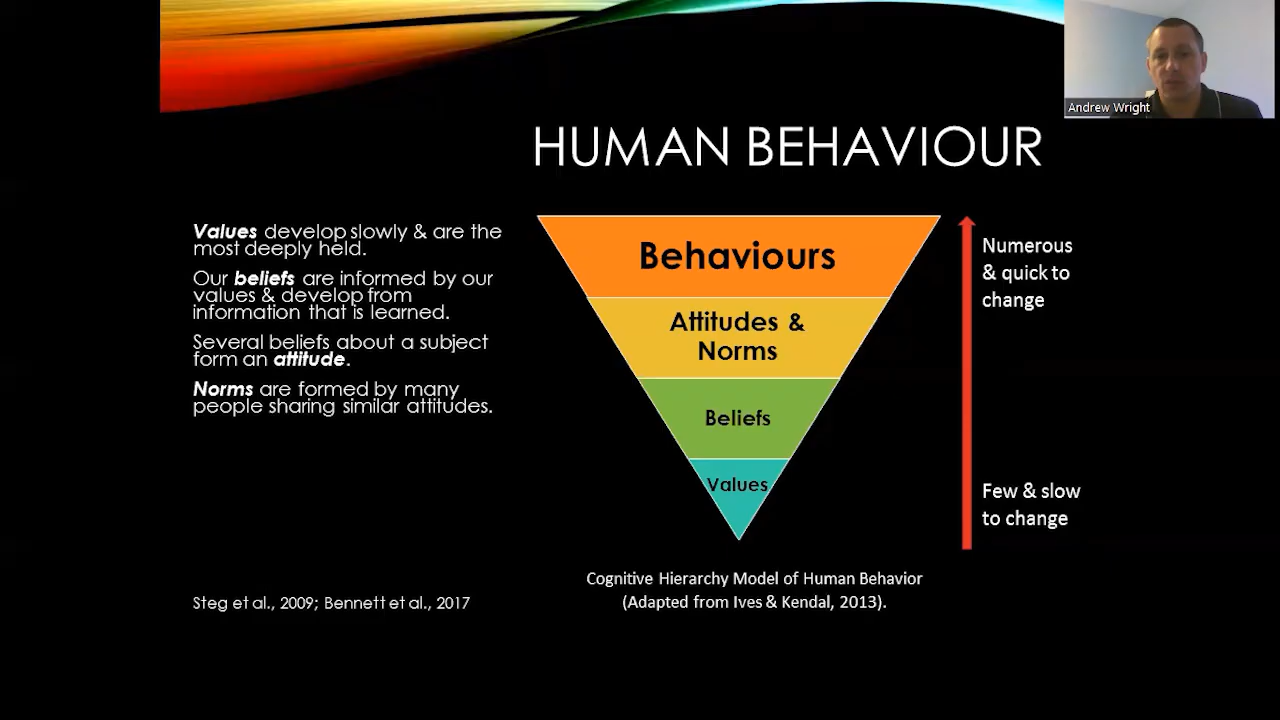 Andrew Wright
HUMAN BEHAVIOUR
Values develop slowly & are the
most deeply held.
Our beliefs are informed by our
values & develop from
information that is learned.
Several beliefs about a subject
form an attitude.
Norms are formed by many
people sharing similar attitudes.
Steg et al., 2009; Bennett et al., 2017
Behaviours
Attitudes &
Norms
Beliefs
Values
Numerous
& quick to
change
Few & slow
to change
Cognitive Hierarchy Model of Human Behavior
(Adapted from Ives & Kendal, 2013).